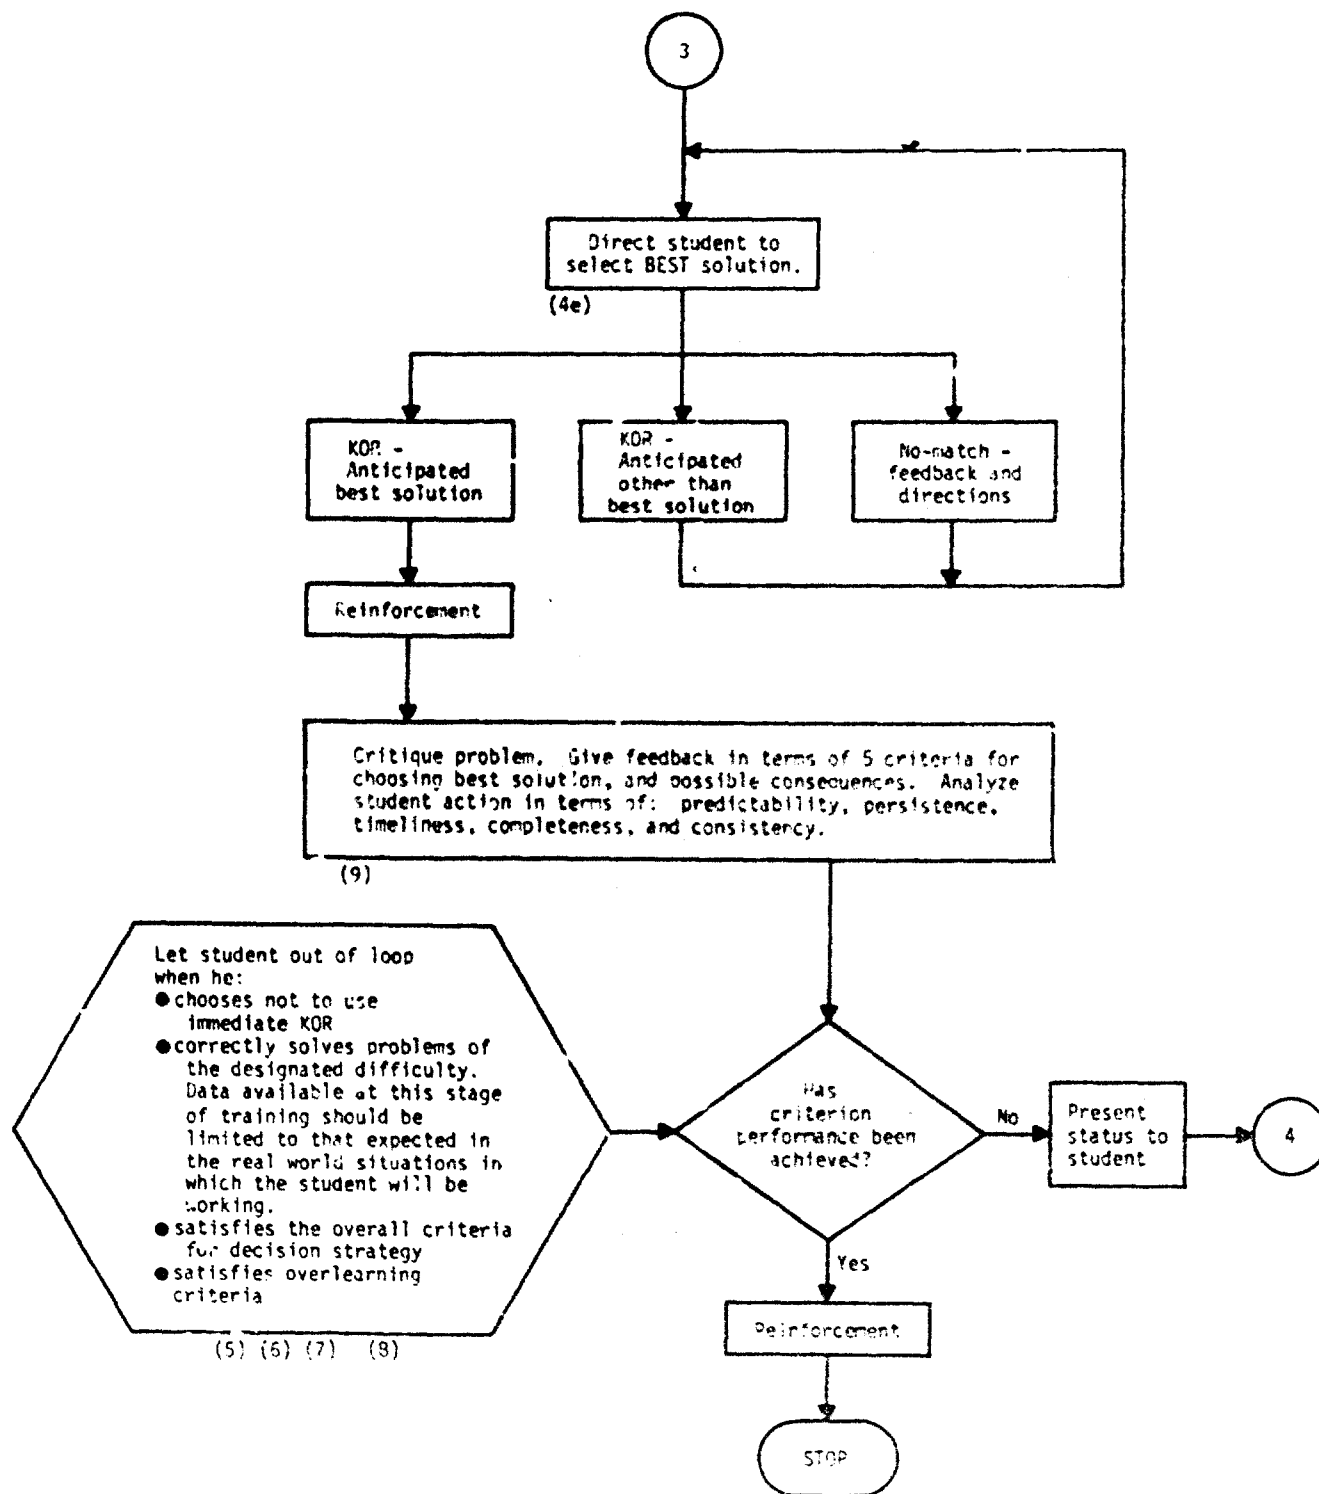 3
Direct student to
select BEST solution.
(4e)
KOR -
Anticipated
best solution
KOR -
Anticipated
other than
best solution
No-match -
feedback and
directions
Reinforcement
Critique problem. Give feedback in terms of 5 criteria for
choosing best solution, and possible consequences. Analyze
student action in terms of: predictability, persistence,
timeliness, completeness, and consistency.
(9)
Let student out of loop
when he:
●chooses not to use
immediate KOR
●correctly solves problems of
the designated difficulty.
Data available at this stage
of training should be
limited to that expected in
the real world situations in
which the student will be
working.
●satisfies the overall criteria
for decision strategy
●satisfies overlearning
criteria
(5) (6) (7) (8)
Has
criterion
performance been
achieved?
No
Present
status to
student
4
Yes
Reinforcement
STOP